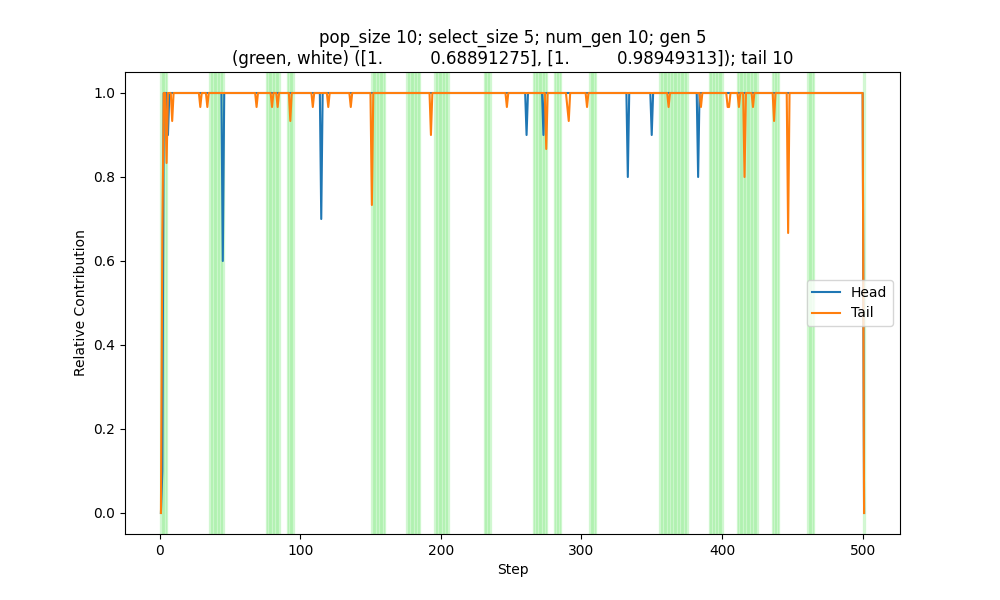 pop_size 10; select_size 5; num_gen 10; gen 5
(green, white) ([1.          0.68891275], [1.          0.98949313]); tail 10
Relative Contribution
1.0
0.8
0.6
0.4
0.2
0.0
Head
Tail
0 100 200 300 400 500
Step